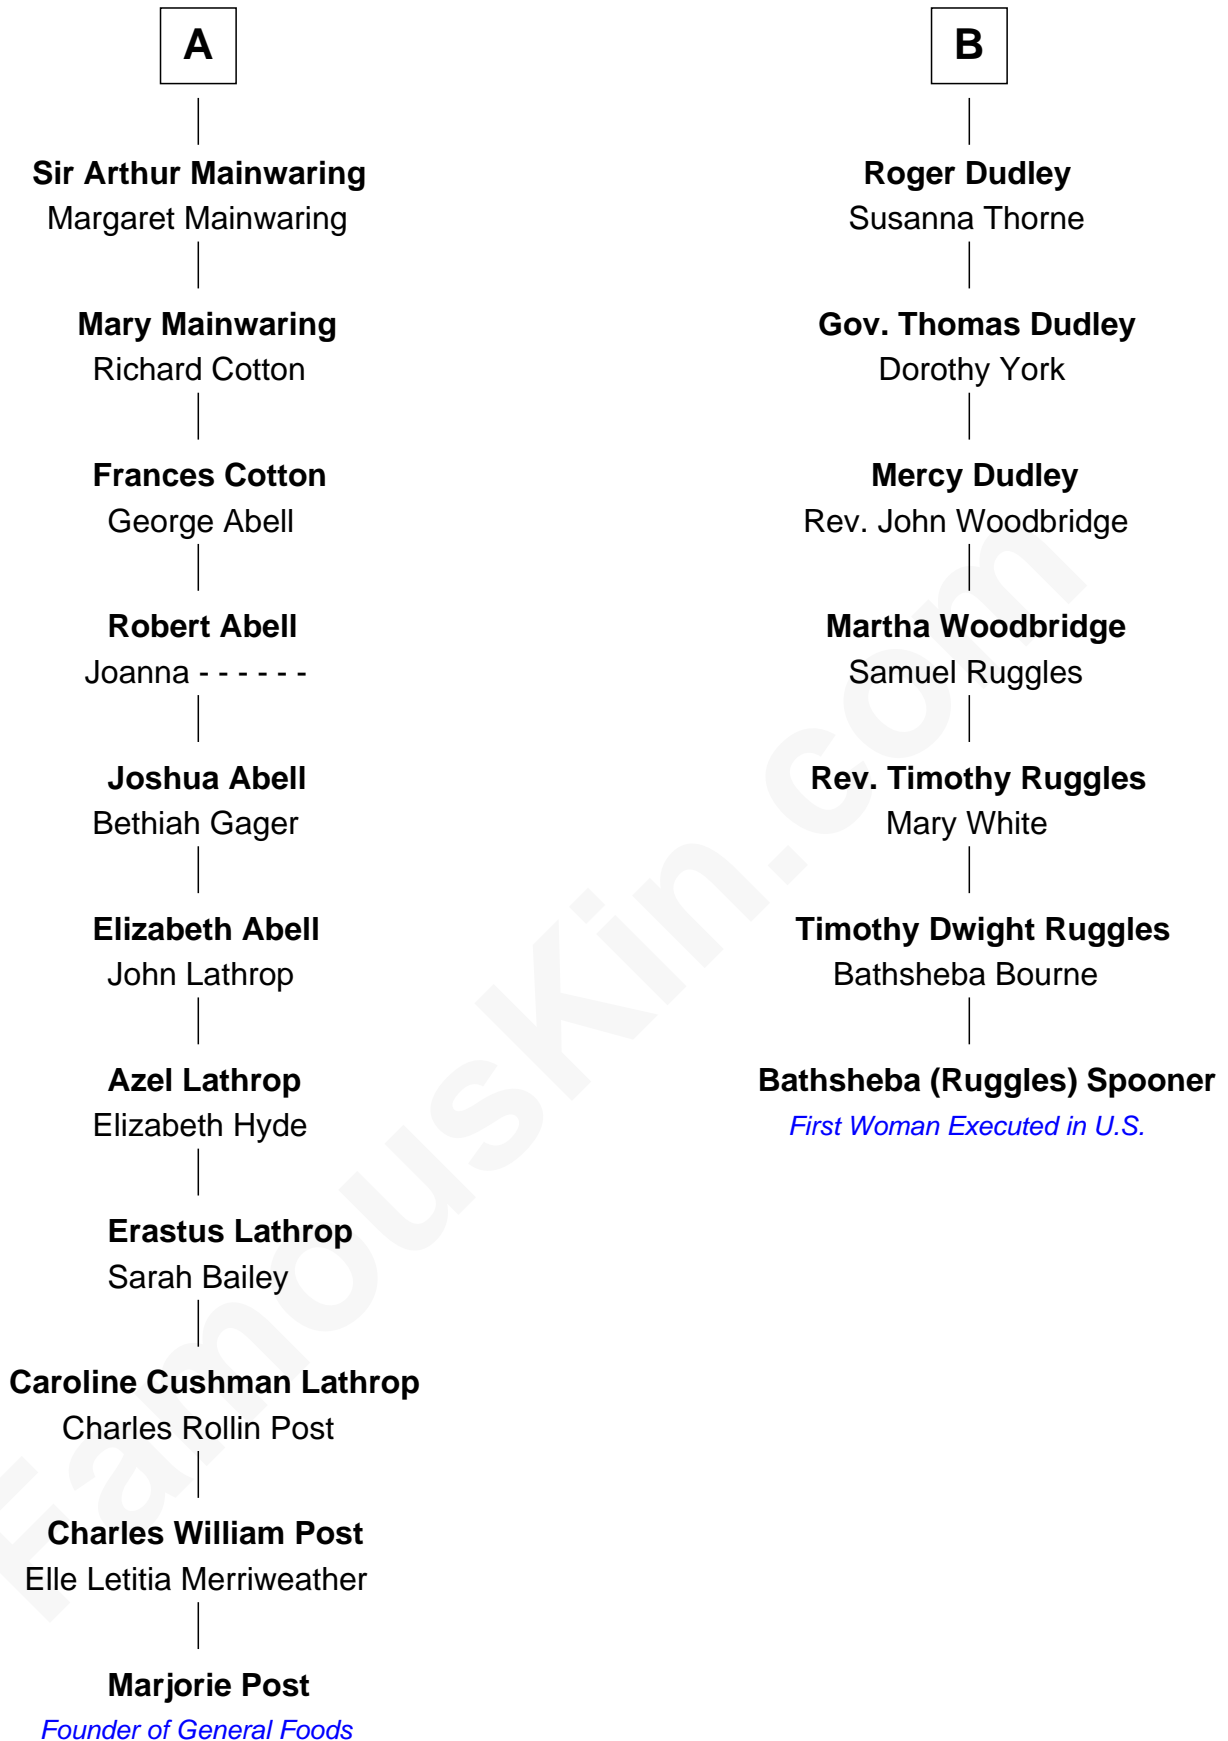 A
Sir Arthur Mainwaring
Margaret Mainwaring
Mary Mainwaring
Richard Cotton
Frances Cotton
George Abell
Robert Abell
Joanna - - - - - -
Joshua Abell
Bethiah Gager
Elizabeth Abell
John Lathrop
Azel Lathrop
Elizabeth Hyde
Erastus Lathrop
Sarah Bailey
Caroline Cushman Lathrop
Charles Rollin Post
Charles William Post
Elle Letitia Merriweather
Marjorie Post
Founder of General Foods
B
Roger Dudley
Susanna Thorne
Gov. Thomas Dudley
Dorothy York
Mercy Dudley
Rev. John Woodbridge
Martha Woodbridge
Samuel Ruggles
Rev. Timothy Ruggles
Mary White
Timothy Dwight Ruggles
Bathsheba Bourne
Bathsheba (Ruggles) Spooner
First Woman Executed in U.S.
FamousKin.com